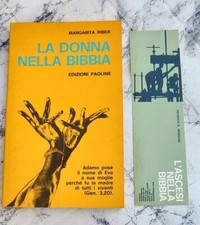 MARGARITA RIBER
LA DONNA
NELLA BIBBIA
EDIZIONI PAOLINE
Adamo pose
il nome di Eva
a sua moglie
perché fu la madre
di tutti i viventi
(Gen. 3,20).
L'ASCESI
NELLA
BIBBIA